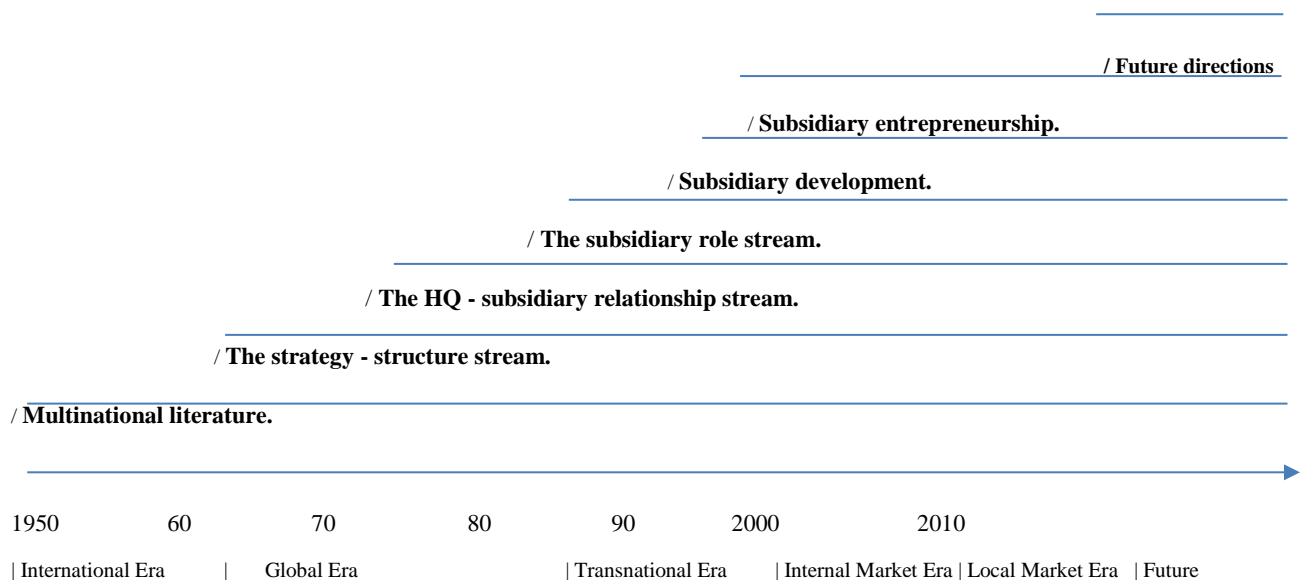 / Future directions
/ Subsidiary entrepreneurship.
/ Subsidiary development.
/ The subsidiary role stream.
/ The HQ - subsidiary relationship stream.
/ The strategy - structure stream.
/ Multinational literature.
1950 60 70 80 90 2000 2010
| International Era | Global Era | Transnational Era | Internal Market Era | Local Market Era | Future